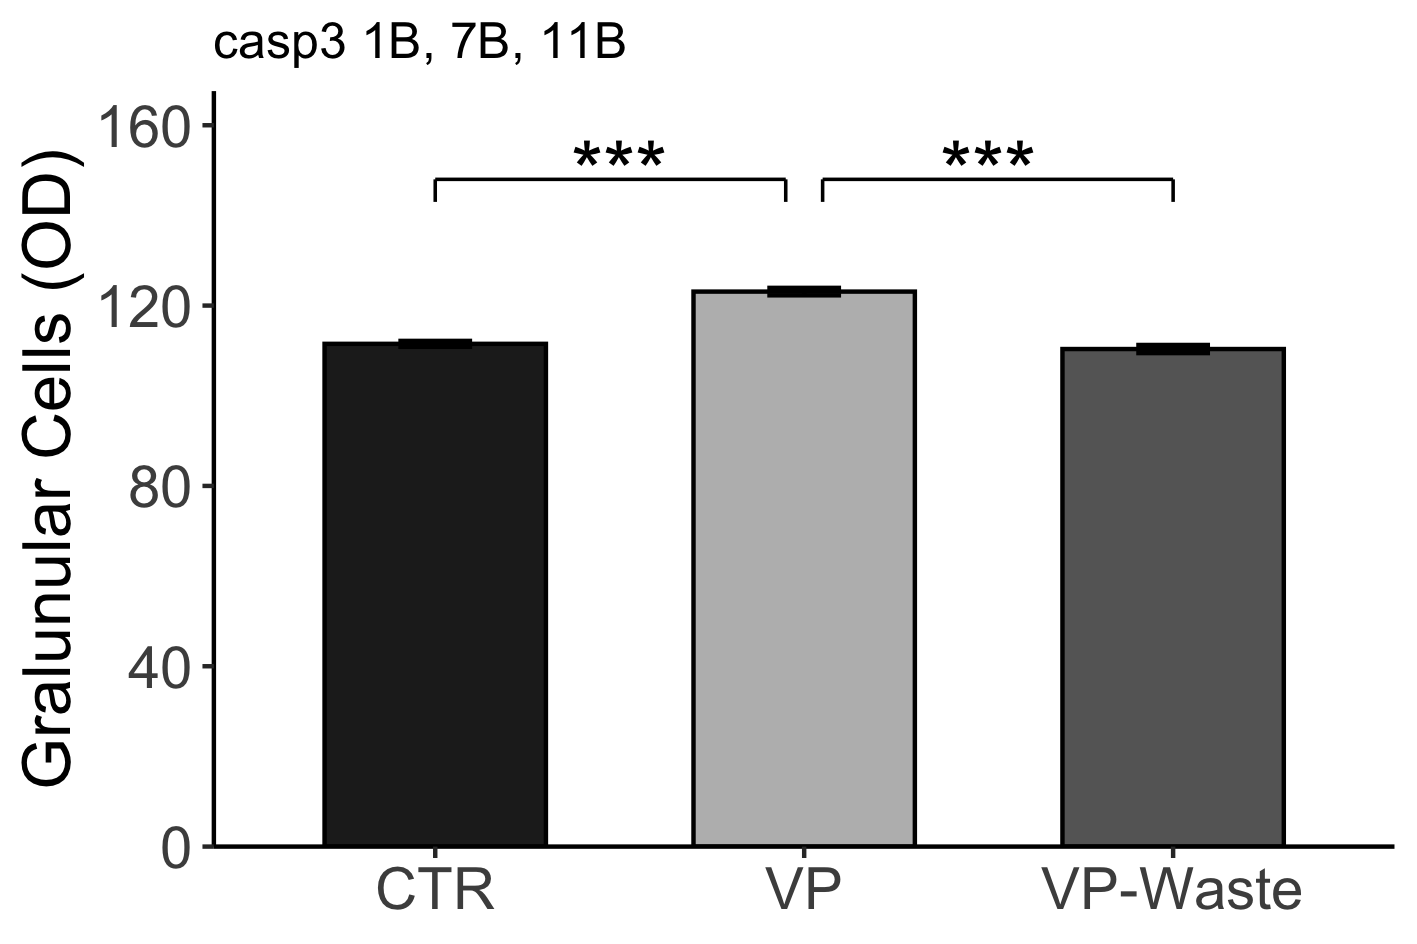 casp3 1B, 7B, 11B
Gralunular Cells (OD)
160
120
80
40
0
***
***
CTR
VP
VP-Waste